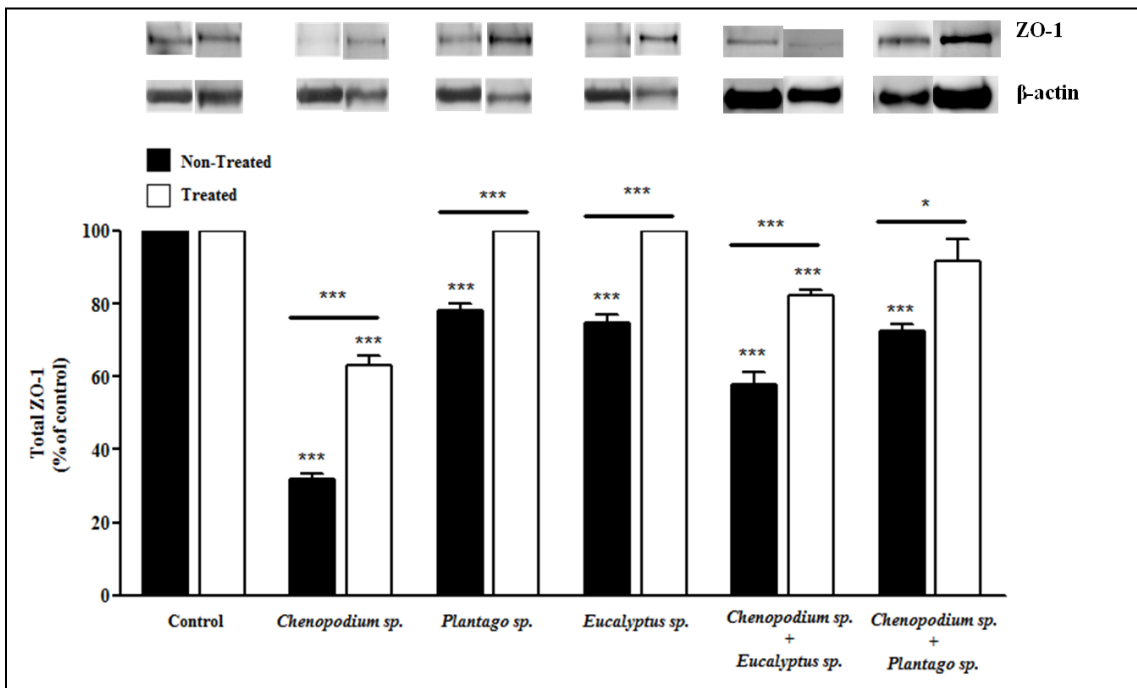 ZO-1
β-actin
Non-Treated
Treated
Total ZO-1
(% of control)
100
80
60
40
20
0
***
***
***
***
***
***
***
***
***
***
***
*
***
Control
Chenopodium sp.
Plantago sp.
Eucalyptus sp.
Chenopodium sp.
+
Eucalyptus sp.
Chenopodium sp.
+
Plantago sp.